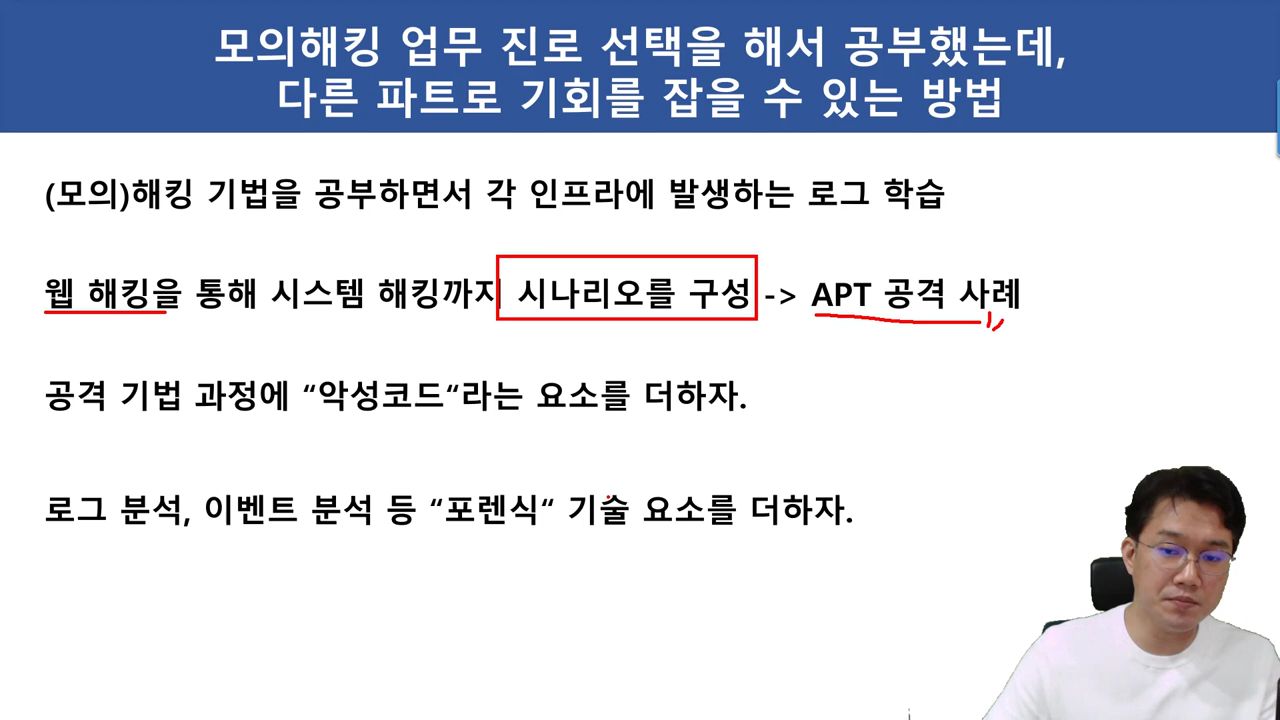 모의해킹 업무 진로 선택을 해서 공부했는데,
다른 파트로 기회를 잡을 수 있는 방법
(모의)해킹 기법을 공부하면서 각 인프라에 발생하는 로그 학습
웹 해킹을 통해 시스템 해킹까지 시나리오를 구성 -> APT 공격 사례
공격 기법 과정에 “악성코드“라는 요소를 더하자.
로그 분석, 이벤트 분석 등 “포렌식“ 기술 요소를 더하자.